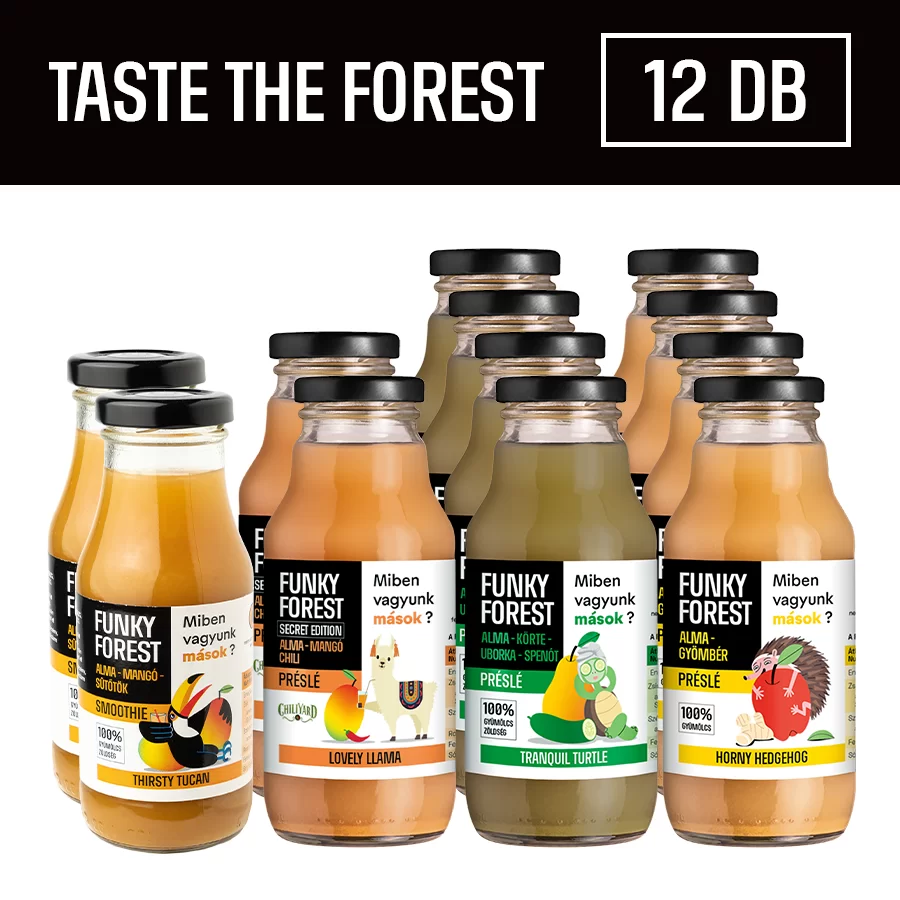 TASTE THE FOREST
12 DB
FUNKY
FOREST
ALMA - MANGÓ -
SÜTŐTÖK
SMOOTHIE
100%
GYÜMÖLCS
ZÖLDSÉG
Miben
vagyunk
mások ?
THIRSTY TUCAN
FUNKY
FOREST
SECRET EDITION
ALMA - MANGÓ
CHILI
PRÉSLÉ
CHILIYARD
Miben
vagyunk
mások ?
LOVELY LLAMA
FUNKY
FOREST
ALMA - KÖRTE -
UBORKA - SPENÓT
PRÉSLÉ
100%
GYÜMÖLCS
ZÖLDSÉG
Miben
vagyunk
mások ?
TRANQUIL TURTLE
FUNKY
FOREST
ALMA -
GYÖMBÉR
PRÉSLÉ
100%
GYÜMÖLCS
Miben
vagyunk
mások ?
HORNY HEDGEHOG